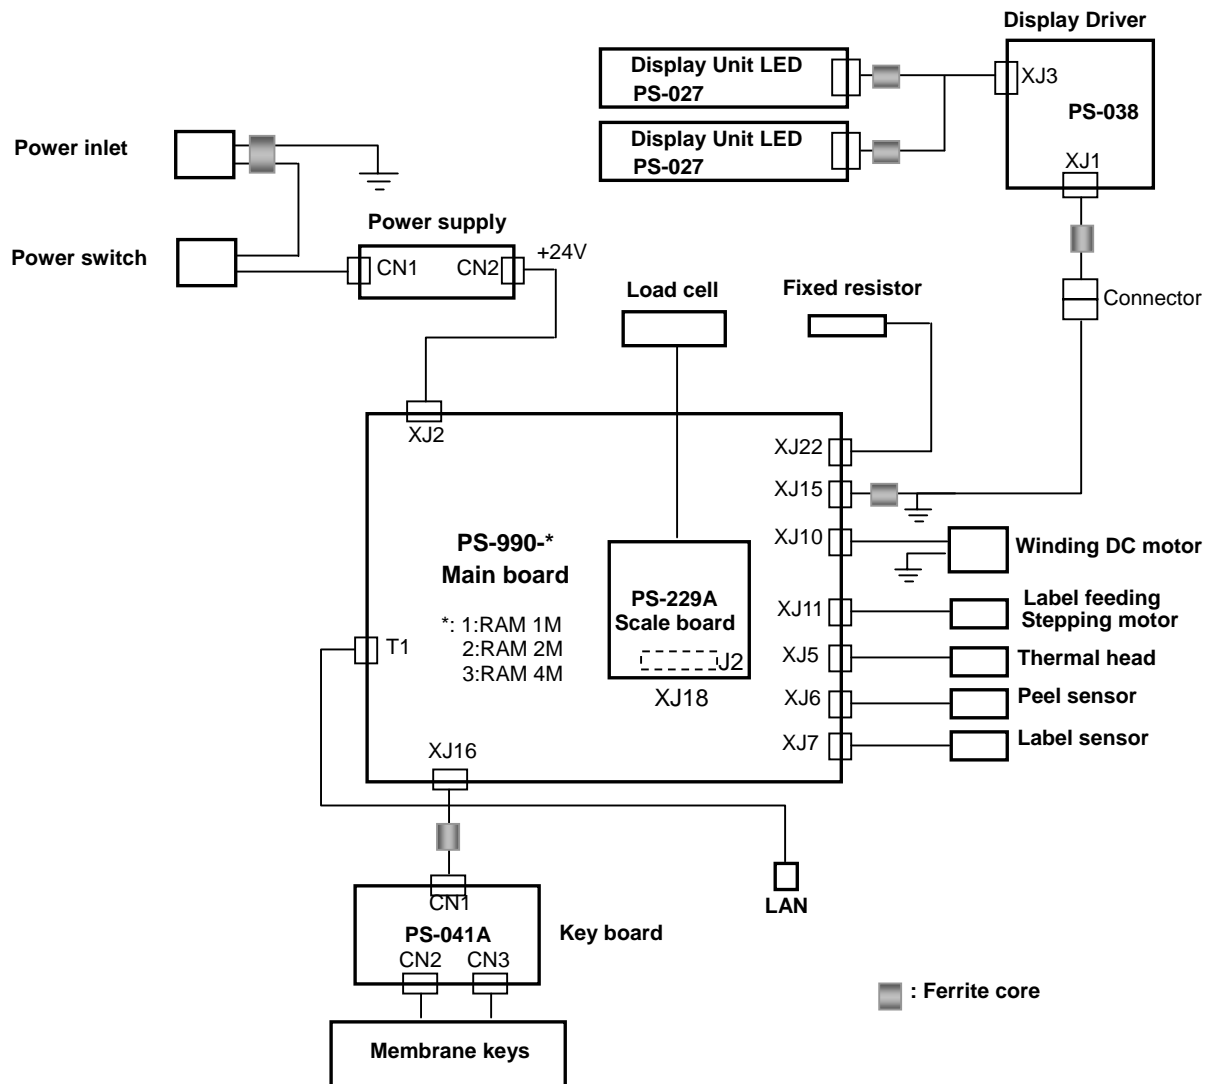 Display Driver
Display Unit LED
PS-027
XJ3
PS-038
Display Unit LED
PS-027
XJ1
Power inlet
Power supply
Power switch
CN1
CN2
+24V
Load cell
Fixed resistor
Connector
XJ2
XJ22
XJ15
XJ10
Winding DC motor
PS-990-*
Main board
*: 1:RAM 1M
2:RAM 2M
3:RAM 4M
PS-229A
Scale board
J2
XJ18
XJ11
Label feeding
Stepping motor
T1
XJ5
Thermal head
XJ6
Peel sensor
XJ7
Label sensor
XJ16
LAN
CN1
PS-041A
Key board
CN2
CN3
Membrane keys
: Ferrite core